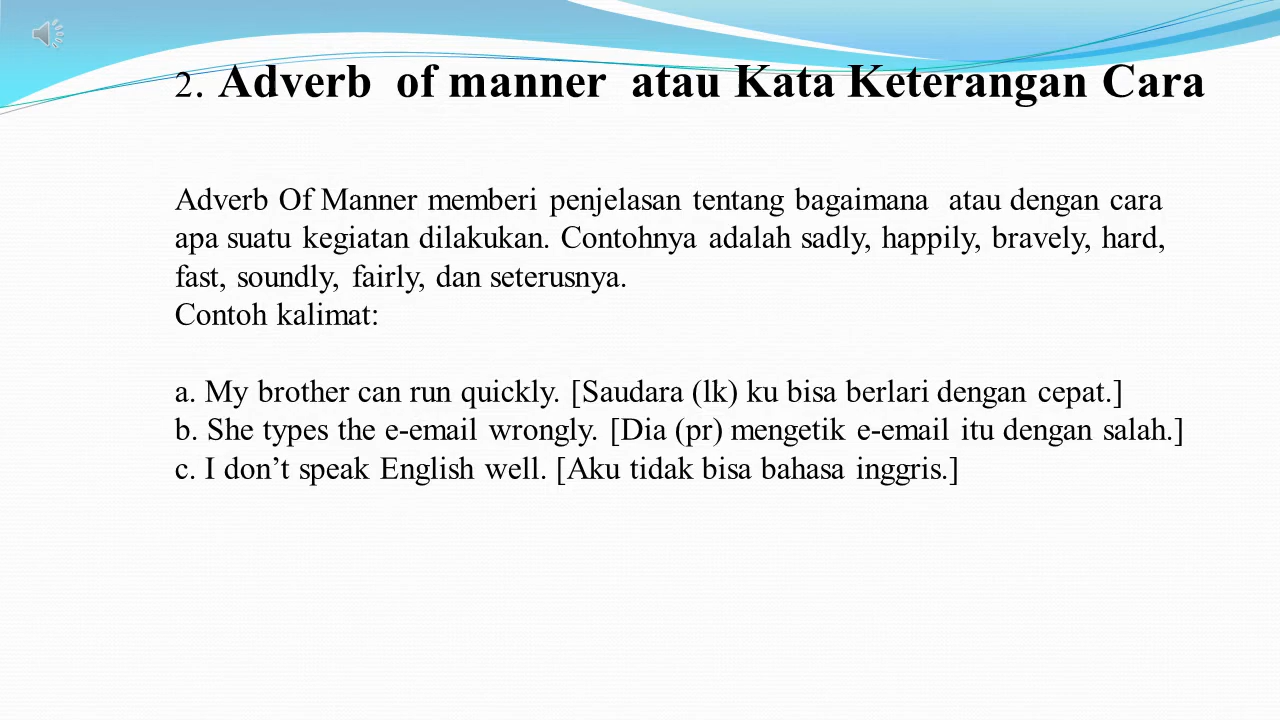 2. Adverb of manner atau Kata Keterangan Cara
Adverb Of Manner memberi penjelasan tentang bagaimana atau dengan cara
apa suatu kegiatan dilakukan. Contohnya adalah sadly, happily, bravely, hard,
fast, soundly, fairly, dan seterusnya.
Contoh kalimat:
a. My brother can run quickly. [Saudara (lk) ku bisa berlari dengan cepat.]
b. She types the e-email wrongly. [Dia (pr) mengetik e-email itu dengan salah.]
c. I don’t speak English well. [Aku tidak bisa bahasa inggris.]